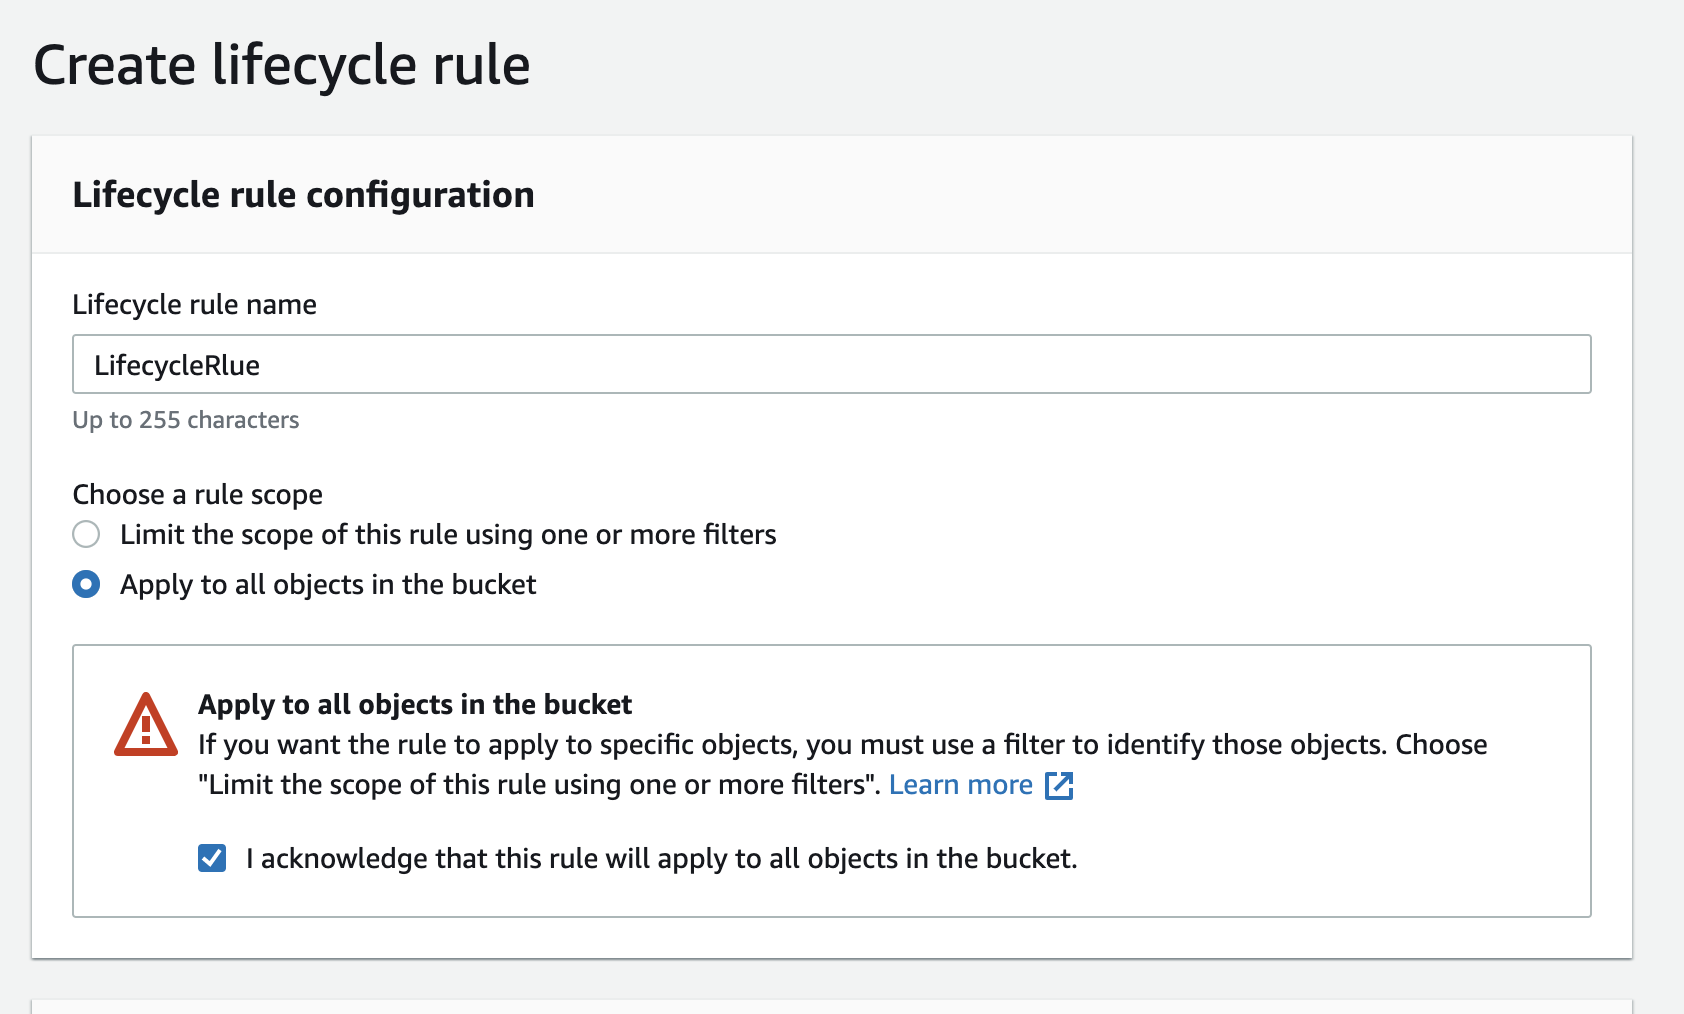 Create lifecycle rule
Lifecycle rule configuration
Lifecycle rule name
LifecycleRlue
Up to 255 characters
Choose a rule scope
Limit the scope of this rule using one or more filters
Apply to all objects in the bucket
Apply to all objects in the bucket
If you want the rule to apply to specific objects, you must use a filter to identify those objects. Choose
"Limit the scope of this rule using one or more filters". Learn more
I acknowledge that this rule will apply to all objects in the bucket.